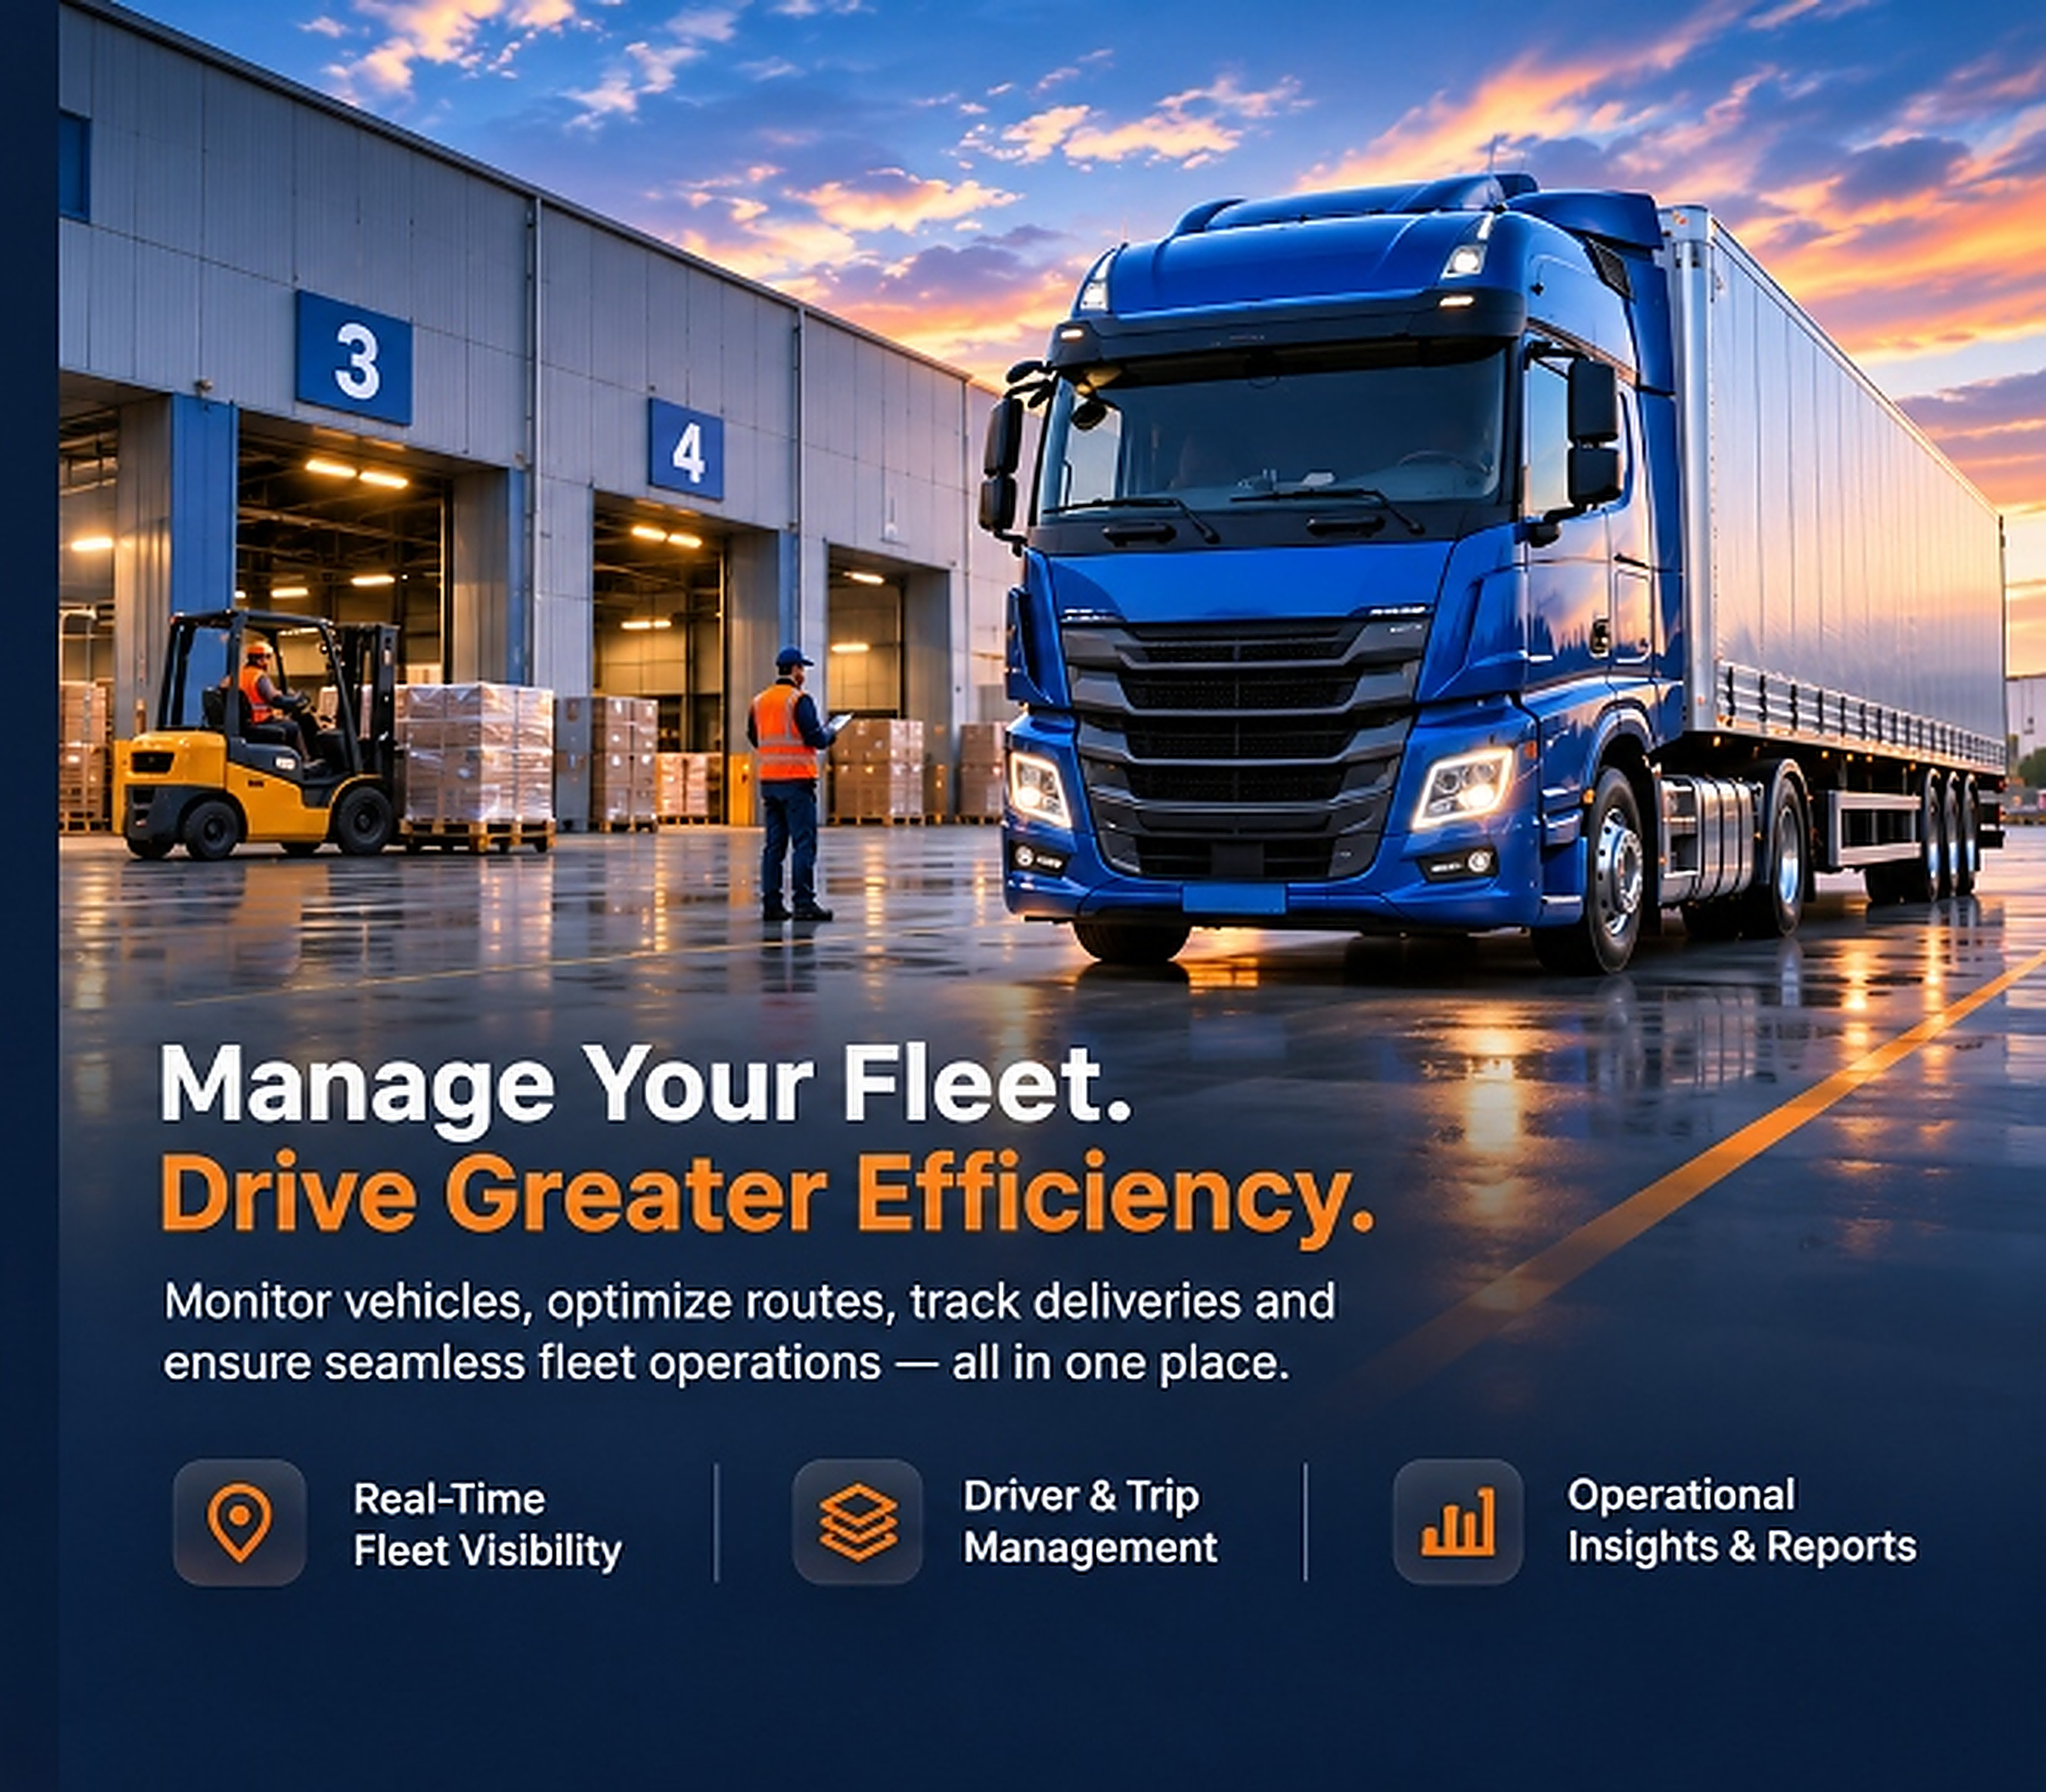 3
4
Manage Your Fleet.
Drive Greater Efficiency.
Monitor vehicles, optimize routes, track deliveries and
ensure seamless fleet operations — all in one place.
Real-Time
Fleet Visibility
Driver & Trip
Management
Operational
Insights & Reports